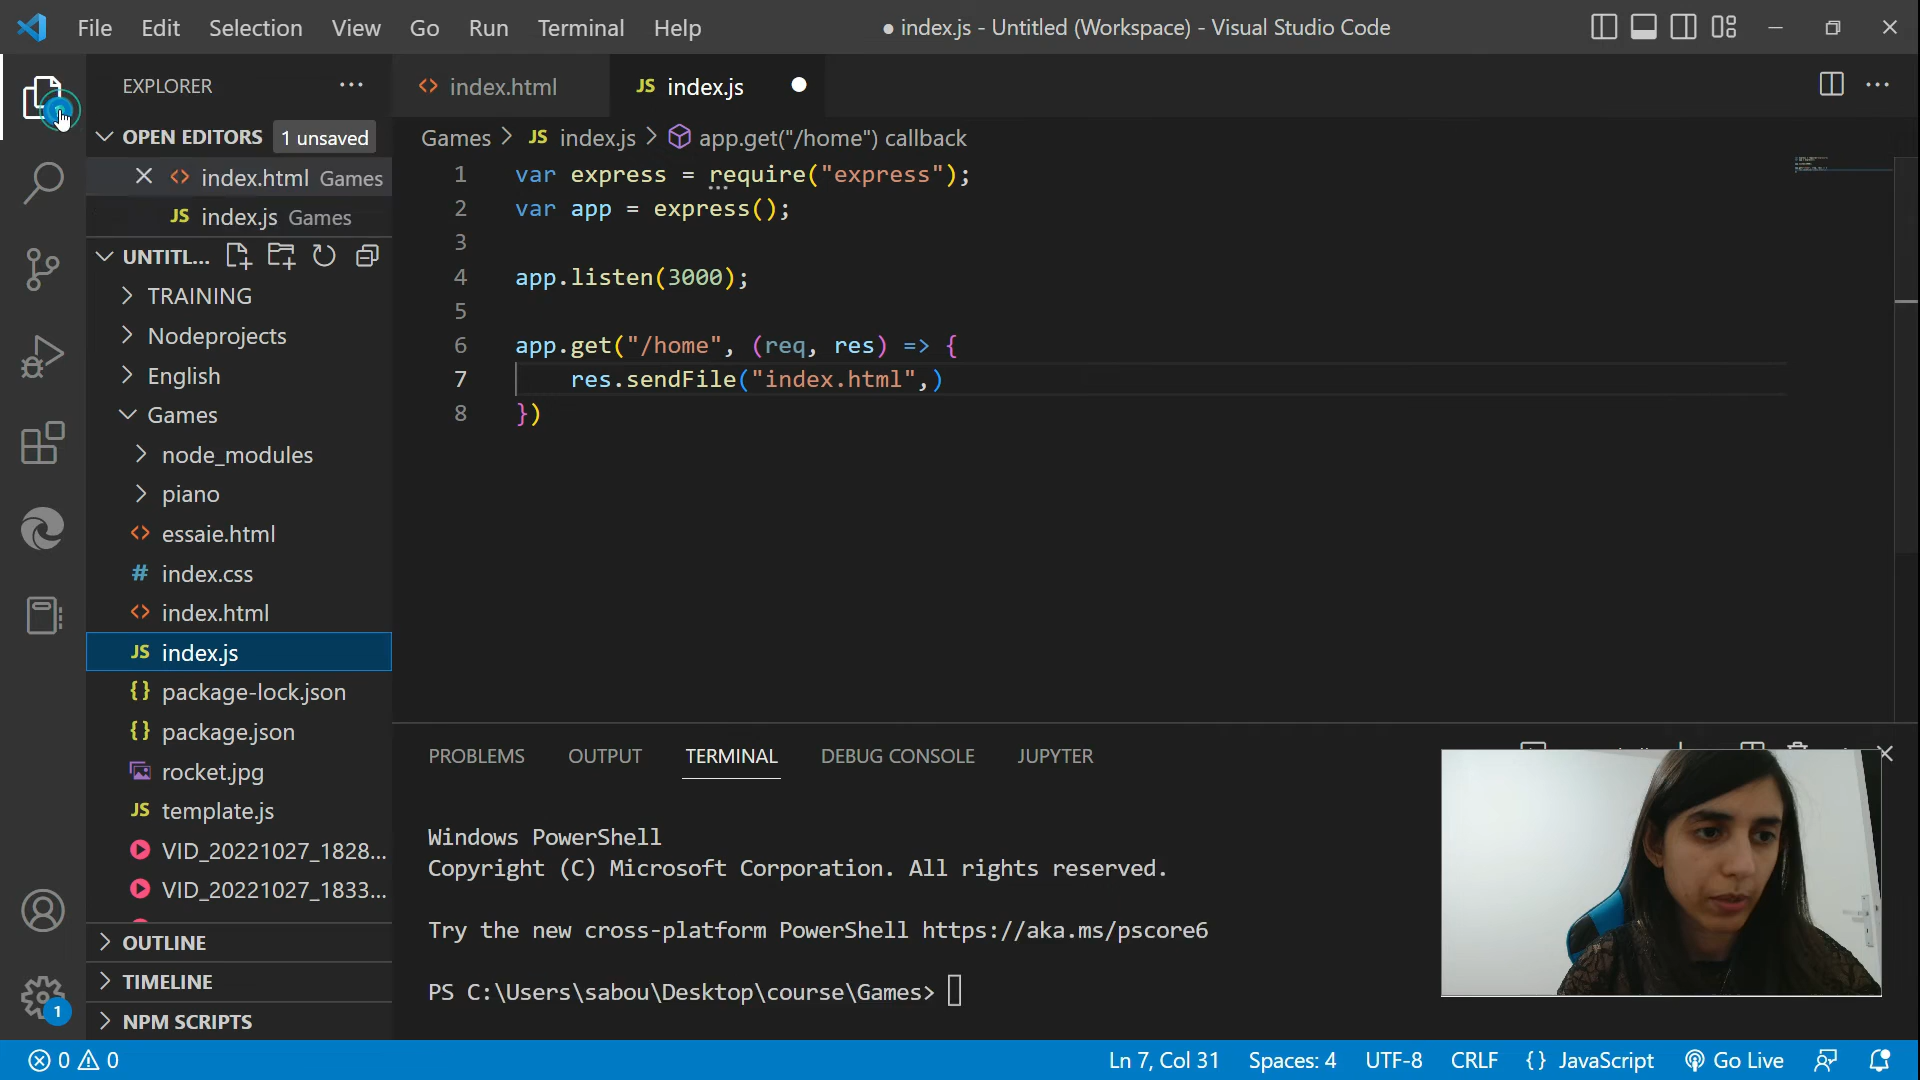 File Edit Selection View Go Run Terminal Help
● index.js - Untitled (Workspace) - Visual Studio Code
EXPLORER
OPEN EDITORS 1 unsaved
index.html Games
JS index.js Games
UNTITL...
TRAINING
Nodeprojects
English
Games
node_modules
piano
essaie.html
# index.css
index.html
JS index.js
{} package-lock.json
{} package.json
rocket.jpg
JS template.js
VID_20221027_1828...
VID_20221027_1833...
OUTLINE
TIMELINE
NPM SCRIPTS
1
index.html
JS index.js
Games > JS index.js > app.get("/home") callback
1 var express = require("express");
2 var app = express();
3
4 app.listen(3000);
5
6 app.get("/home", (req, res) => {
7 res.sendFile("index.html",)
8 })
PROBLEMS OUTPUT TERMINAL DEBUG CONSOLE JUPYTER
Windows PowerShell
Copyright (C) Microsoft Corporation. All rights reserved.
Try the new cross-platform PowerShell https://aka.ms/pscore6
PS C:\Users\sabou\Desktop\course\Games>
0 0
Ln 7, Col 31 Spaces: 4 UTF-8 CRLF {} JavaScript Go Live